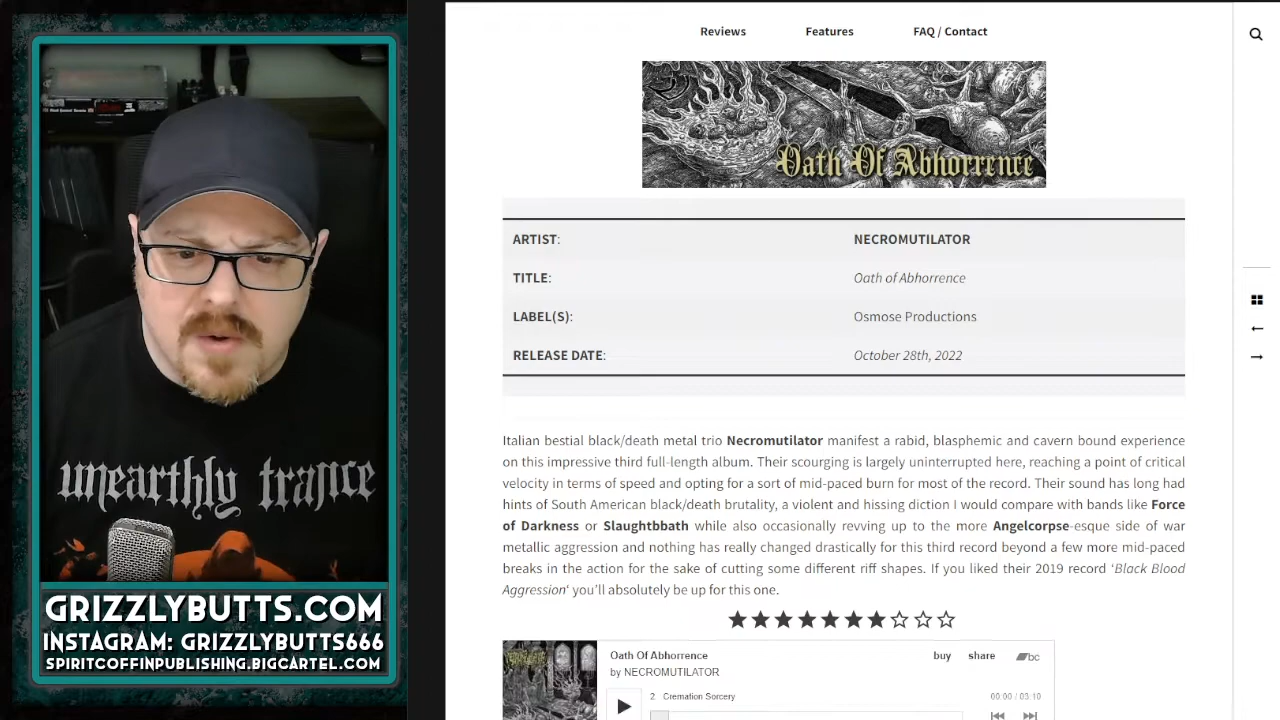 unearthly trance
GRIZZLYBUTTS.COM
INSTAGRAM: GRIZZLYBUTTS666
SPIRITCOFFINPUBLISHING.BIGCARTEL.COM
Reviews Features FAQ / Contact
Oath Of Abhorrence
ARTIST: NECROMUTILATOR
TITLE: Oath of Abhorrence
LABEL(S): Osmose Productions
RELEASE DATE: October 28th, 2022
Italian bestial black/death metal trio Necromutilator manifest a rabid, blasphemic and cavern bound experience
on this impressive third full-length album. Their scourging is largely uninterrupted here, reaching a point of critical
velocity in terms of speed and opting for a sort of mid-paced burn for most of the record. Their sound has long had
hints of South American black/death brutality, a violent and hissing diction I would compare with bands like Force
of Darkness or Slaughtbbath while also occasionally revving up to the more Angelcorpse-esque side of war
metallic aggression and nothing has really changed drastically for this third record beyond a few more mid-paced
breaks in the action for the sake of cutting some different riff shapes. If you liked their 2019 record ‘Black Blood
Aggression‘ you’ll absolutely be up for this one.
Oath Of Abhorrence buy share bc
by NECROMUTILATOR
2 Cremation Sorcery 00:00 / 03:10